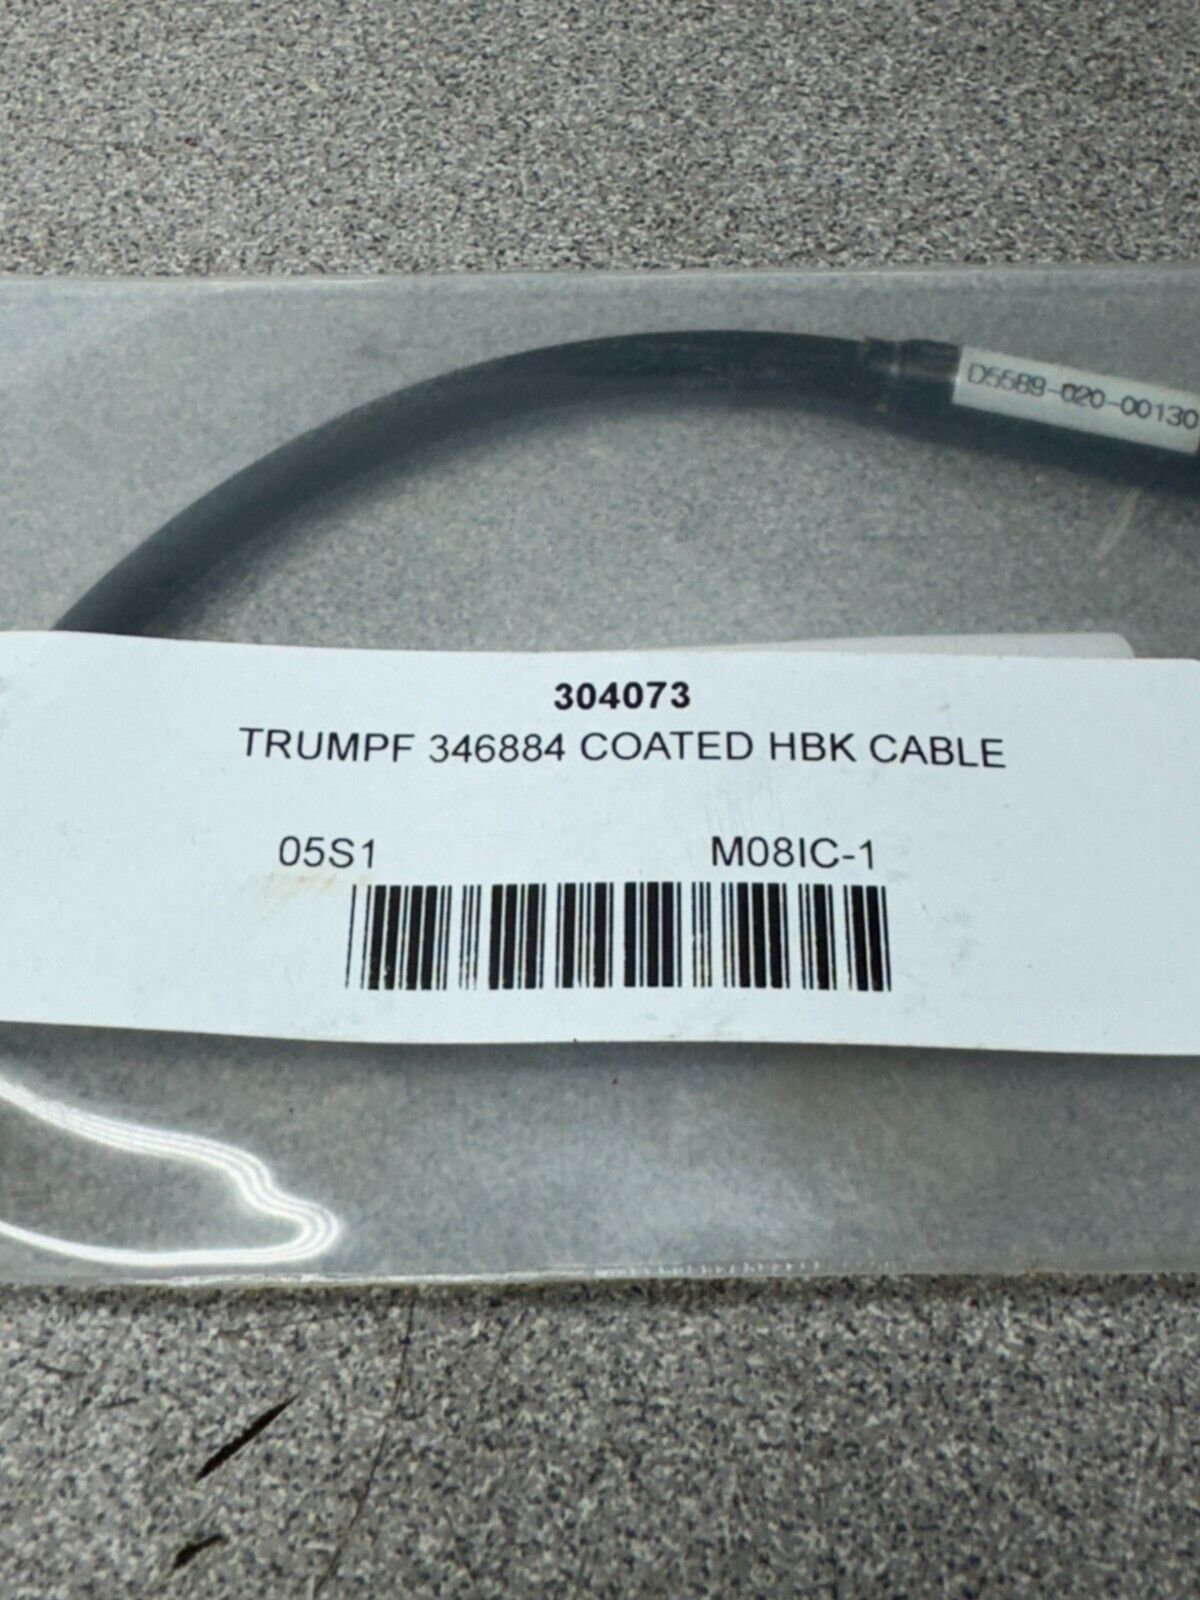 D5589-020-00130
304073
TRUMPF 346884 COATED HBK CABLE
05S1 M08IC-1